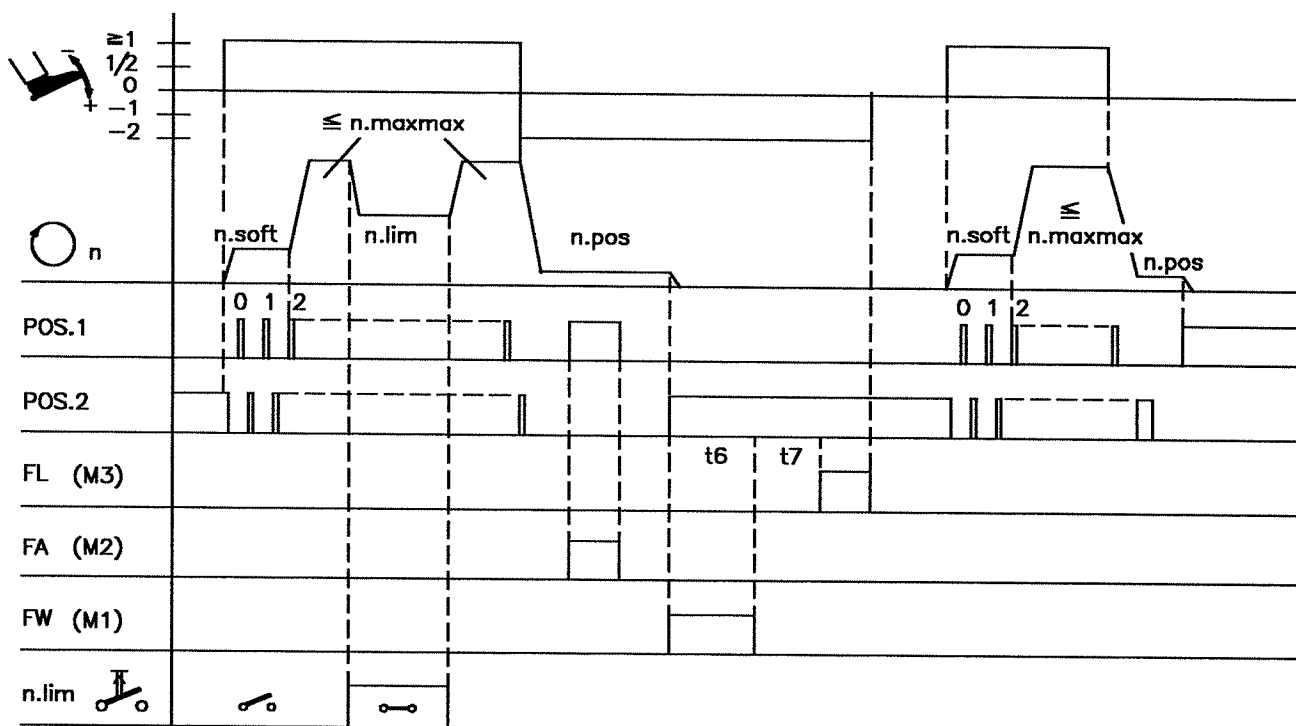 ≧1
1/2
0
−1
−2
−
+
≦ n.maxmax
n
n.soft
n.lim
n.pos
n.soft
≦
n.maxmax
n.pos
POS.1
0 1 2
0 1 2
POS.2
FL (M3)
t6
t7
FA (M2)
FW (M1)
n.lim